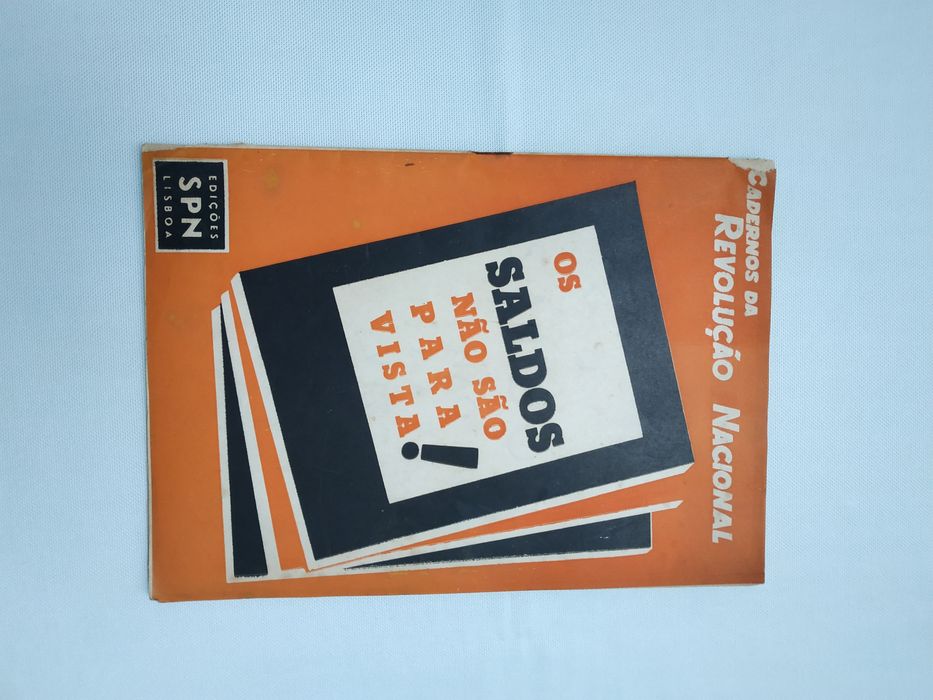 CADERNOS DA
REVOLUÇÃO NACIONAL
OS
SALDOS
NÃO SÃO
PARA
VISTA!
EDIÇÕES
SPN
LISBOA